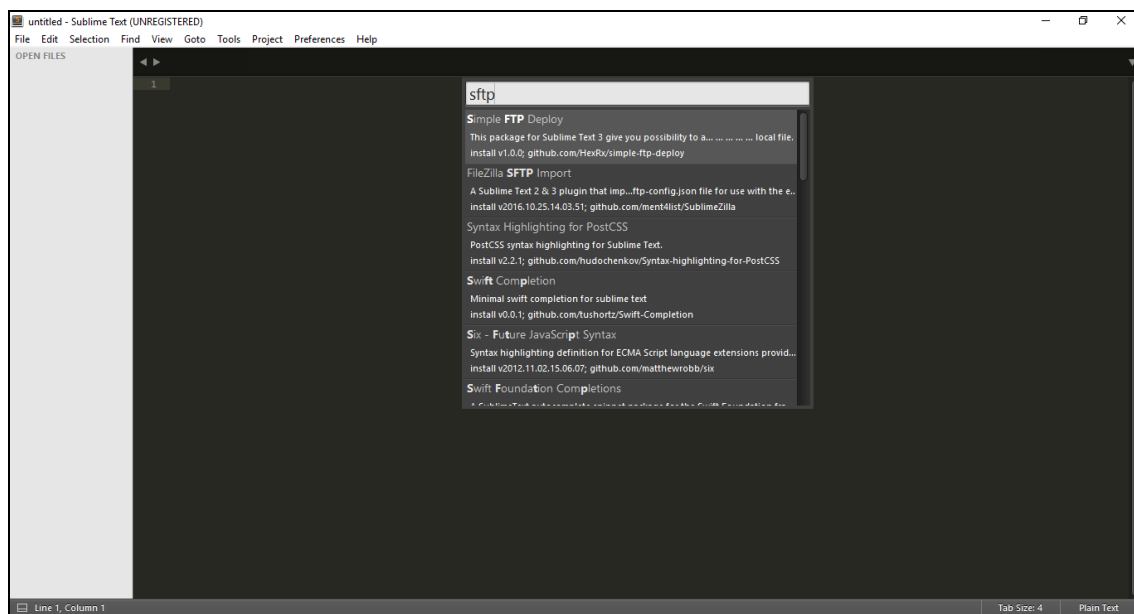 untitled - Sublime Text (UNREGISTERED)
File Edit Selection Find View Goto Tools Project Preferences Help
OPEN FILES
1
sftp
Simple FTP Deploy
This package for Sublime Text 3 give you possibility to a... ... ... ... ... local file.
install v1.0.0; github.com/HexRx/simple-ftp-deploy
FileZilla SFTP Import
A Sublime Text 2 & 3 plugin that imp...ftp-config.json file for use with the e..
install v2016.10.25.14.03.51; github.com/ment4list/SublimeZilla
Syntax Highlighting for PostCSS
PostCSS syntax highlighting for Sublime Text.
install v2.2.1; github.com/hudochenkov/Syntax-highlighting-for-PostCSS
Swift Completion
Minimal swift completion for sublime text
install v0.0.1; github.com/tushortz/Swift-Completion
Six - Future JavaScript Syntax
Syntax highlighting definition for ECMA Script language extensions provid...
install v2012.11.02.15.06.07; github.com/matthewrobb/six
Swift Foundation Completions
Line 1, Column 1
Tab Size: 4 Plain Text